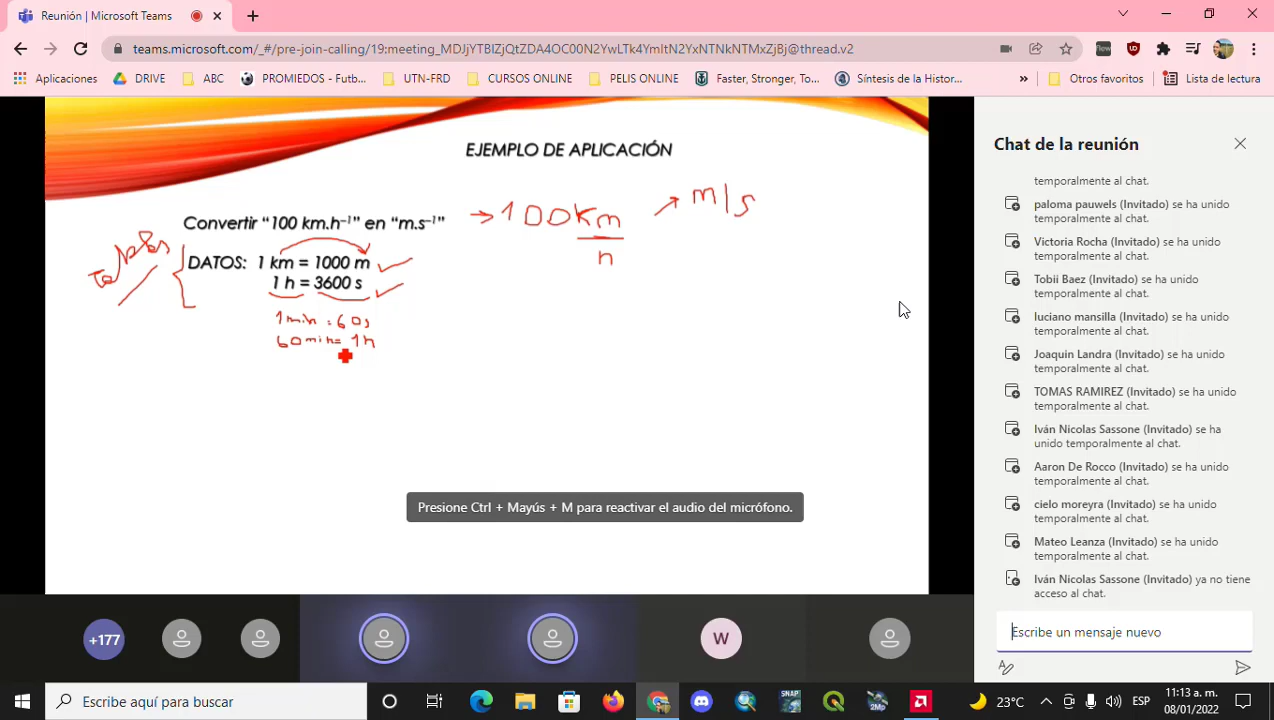 Reunión | Microsoft Teams
teams.microsoft.com/_#/pre-join-calling/19:meeting_MDJjYTBlZjQtZDA4OC00N2YwLTk4YmItN2YxNTNkNTMxZjBj@thread.v2
Aplicaciones DRIVE ABC PROMIEDOS - Futb... UTN-FRD CURSOS ONLINE PELIS ONLINE Faster, Stronger, To... Síntesis de la Histor... » Otros favoritos Lista de lectura
EJEMPLO DE APLICACIÓN
Convertir “100 km.h⁻¹” en “m.s⁻¹”
→ 100 km
h
→ m/s
DATOS: 1 km = 1000 m
1 h = 3600 s
1 min = 60s
60 min = 1h
Presione Ctrl + Mayús + M para reactivar el audio del micrófono.
+177
W
Chat de la reunión
temporalmente al chat.
paloma pauwels (Invitado) se ha
unido temporalmente al chat.
Victoria Rocha (Invitado) se ha
unido temporalmente al chat.
Tobii Baez (Invitado) se ha unido
temporalmente al chat.
luciano mansilla (Invitado) se ha
unido temporalmente al chat.
Joaquin Landra (Invitado) se ha
unido temporalmente al chat.
TOMAS RAMIREZ (Invitado) se ha
unido temporalmente al chat.
Iván Nicolas Sassone (Invitado) se ha
unido temporalmente al chat.
Aaron De Rocco (Invitado) se ha
unido temporalmente al chat.
cielo moreyra (Invitado) se ha unido
temporalmente al chat.
Mateo Leanza (Invitado) se ha unido
temporalmente al chat.
Iván Nicolas Sassone (Invitado) ya no tiene
acceso al chat.
Escribe un mensaje nuevo
Escribe aquí para buscar
23°C
ESP
11:13 a. m.
08/01/2022